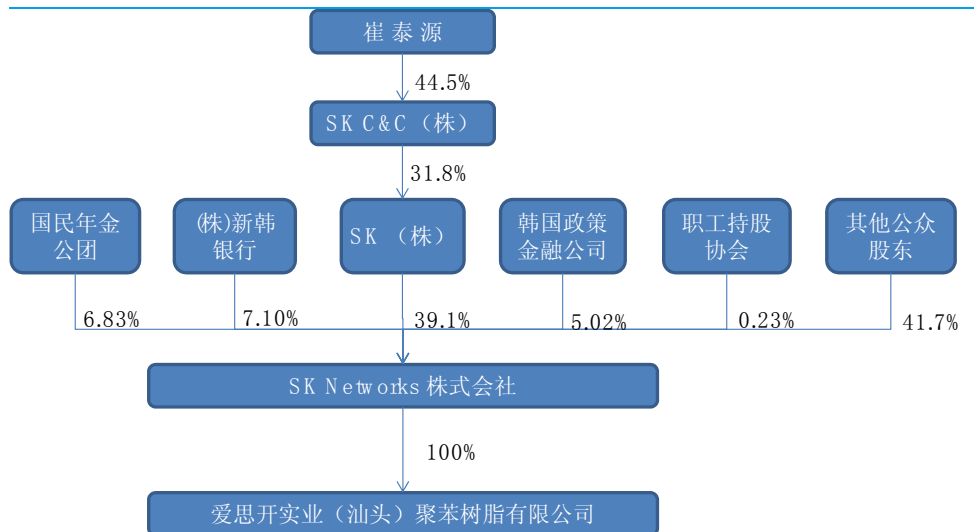 崔泰源
44.5%
SK C&C（株）
31.8%
国民年金
公团
(株)新韩
银行
SK （株）
韩国政策
金融公司
职工持股
协会
其他公众
股东
6.83%
7.10%
39.1%
5.02%
0.23%
41.7%
SK Networks 株式会社
100%
爱思开实业（汕头）聚苯树脂有限公司